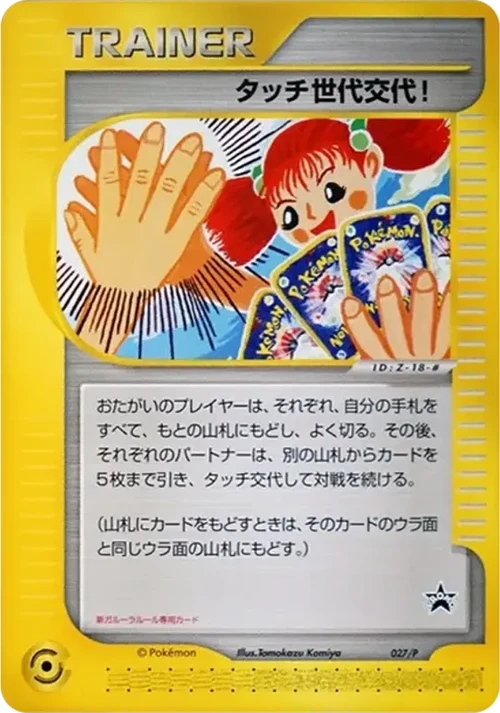 TRAINER
タッチ世代交代!
POKéMON
POKéMON
POKéMON
ID:Z-18-#
おたがいのプレイヤーは、それぞれ、自分の手札を
すべて、もとの山札にもどし、よく切る。その後、
それぞれのパートナーは、別の山札からカードを
5枚まで引き、タッチ交代して対戦を続ける。
(山札にカードをもどすときは、そのカードのウラ面
と同じウラ面の山札にもどす。)
新ガルーラルール専用カード
© Pokémon
Illus.Tomokazu Komiya
027/P